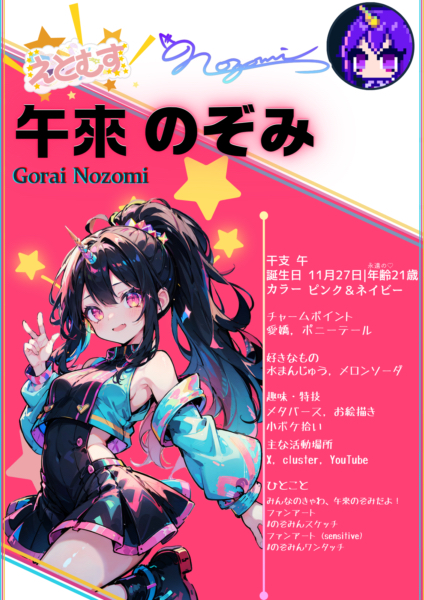 えとむす
Nozomi
午來 のぞみ
Gorai Nozomi
干支 午
永遠の♡
誕生日 11月27日|年齢21歳
カラー ピンク&ネイビー
チャームポイント
愛嬌, ポニーテール
好きなもの
水まんじゅう, メロンソーダ
趣味・特技
メタバース, お絵描き
小ボケ拾い
主な活動場所
X, cluster, YouTube
ひとこと
みんなのきゃわ、午来のぞみだよ!
ファンアート
#のぞみんスケッチ
ファンアート (sensitive)
#のぞみんワンタッチ